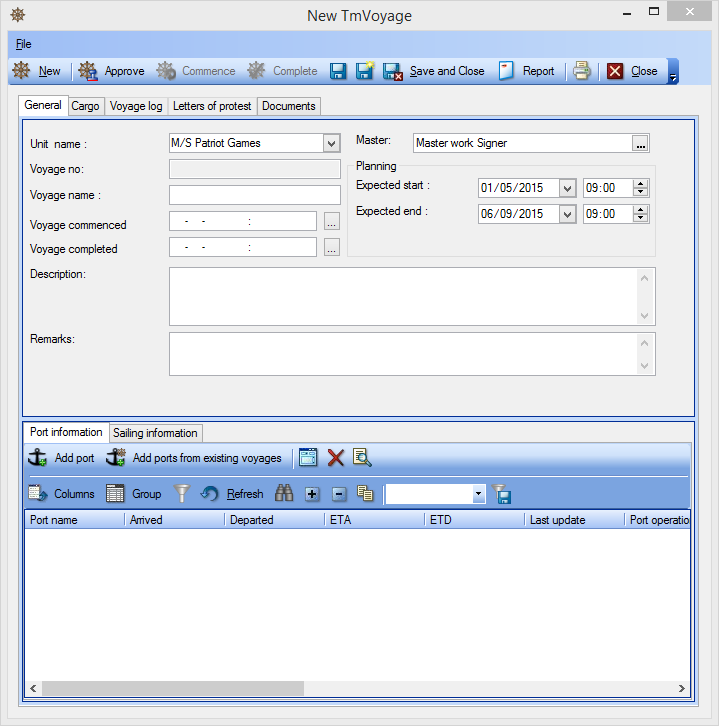 New TmVoyage
File
New Approve Commence Complete Save and Close Report Close
General Cargo Voyage log Letters of protest Documents
Unit name : M/S Patriot Games Master: Master work Signer ...
Voyage no: Planning
Voyage name : Expected start : 01/05/2015 09:00
Expected end : 06/09/2015 09:00
Voyage commenced - - : ...
Voyage completed - - : ...
Description:
Remarks:
Port information Sailing information
Add port Add ports from existing voyages
Columns Group Refresh
Port name Arrived Departed ETA ETD Last update Port operatio